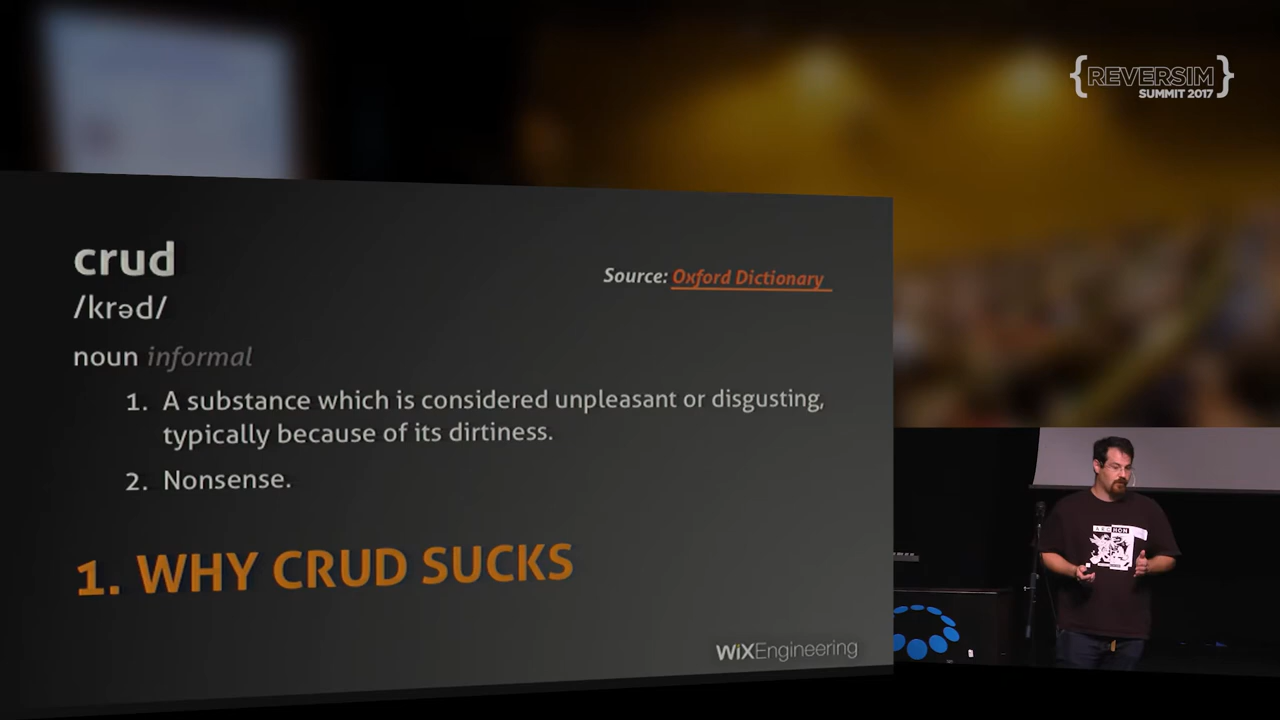 {REVERSIM}
SUMMIT 2017
crud
Source: Oxford Dictionary
/krəd/
noun informal
1. A substance which is considered unpleasant or disgusting,
typically because of its dirtiness.
2. Nonsense.
1. WHY CRUD SUCKS
WiXEngineering